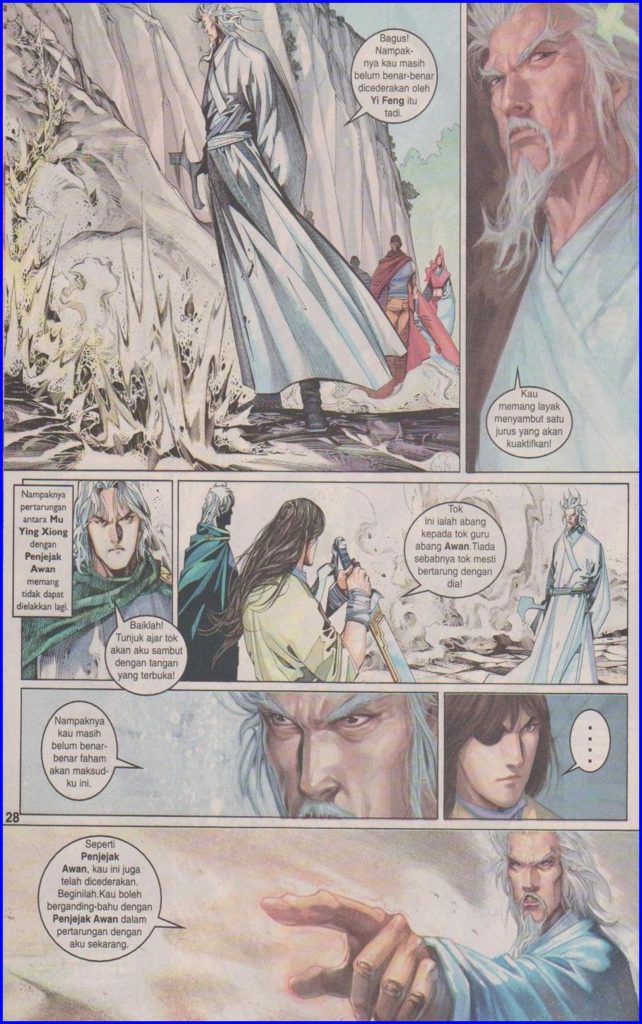 Bagus!
Nampak-
nya kau masih
belum benar-benar
dicederakan oleh
Yi Feng itu
tadi.
Kau
memang layak
menyambut satu
jurus yang akan
kuaktifkan!
Nampaknya
pertarungan
antara Mu
Ying Xiong
dengan
Penjejak
Awan
memang
tidak dapat
dielakkan lagi.
Baiklah!
Tunjuk ajar tok
akan aku sambut
dengan tangan
yang terbuka!
Tok
ini ialah abang
kepada tok guru
abang Awan.Tiada
sebabnya tok mesti
bertarung dengan
dia!
Nampaknya
kau masih
belum benar-
benar faham
akan maksud-
ku ini.
....
28
Seperti
Penjejak
Awan, kau ini juga
telah dicederakan.
Beginilah.Kau boleh
berganding-bahu dengan
Penjejak Awan dalam
pertarungan dengan
aku sekarang.